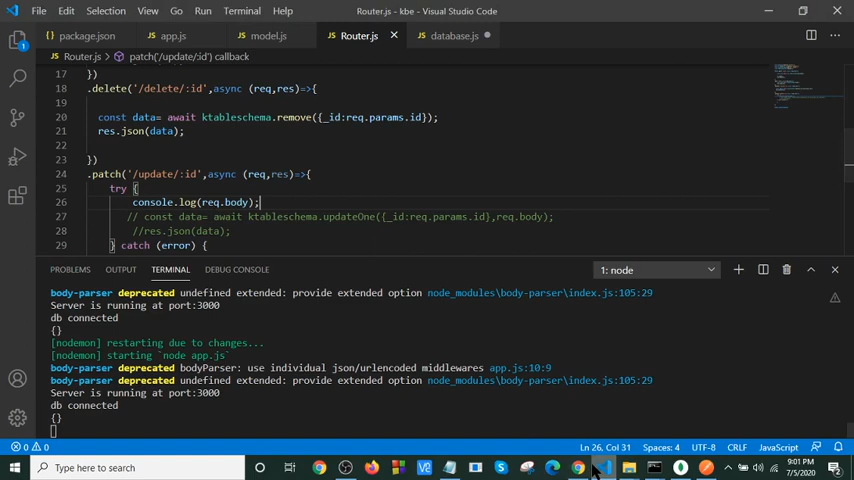 File Edit Selection View Go Run Terminal Help Router.js - kbe - Visual Studio Code
package.json JS app.js JS model.js JS Router.js JS database.js
JS Router.js > patch('/update/:id') callback
17 })
18 .delete('/delete/:id',async (req,res)=>{
19
20 const data= await ktableschema.remove({_id:req.params.id});
21 res.json(data);
22
23 })
24 .patch('/update/:id',async (req,res)=>{
25 try {
26 console.log(req.body);
27 // const data= await ktableschema.updateOne({_id:req.params.id},req.body);
28 //res.json(data);
29 } catch (error) {
PROBLEMS OUTPUT TERMINAL DEBUG CONSOLE 1: node
body-parser deprecated undefined extended: provide extended option node_modules\body-parser\index.js:105:29
Server is running at port:3000
db connected
{}
[nodemon] restarting due to changes...
[nodemon] starting `node app.js`
body-parser deprecated bodyParser: use individual json/urlencoded middlewares app.js:10:9
body-parser deprecated undefined extended: provide extended option node_modules\body-parser\index.js:105:29
Server is running at port:3000
db connected
{}
0 0 Ln 26, Col 31 Spaces: 4 UTF-8 CRLF JavaScript
Type here to search 9:01 PM
7/5/2020